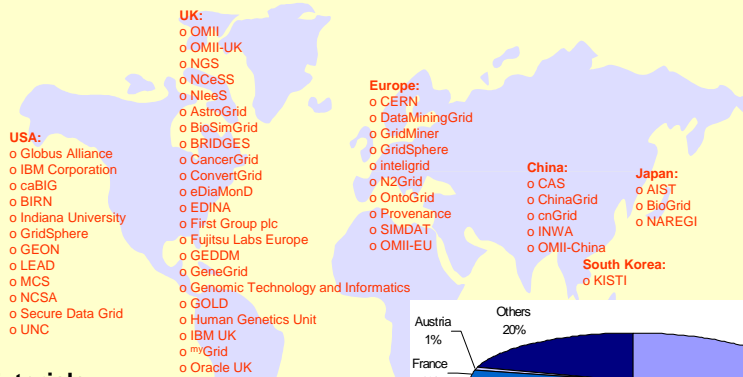 UK:
o OMII
o OMII-UK
o NGS
o NCeSS
o NIeeS
o AstroGrid
o BioSimGrid
o BRIDGES
o CancerGrid
o ConvertGrid
o eDiaMonD
o EDINA
o First Group plc
o Fujitsu Labs Europe
o GEDDM
o GeneGrid
o Genomic Technology and Informatics
o GOLD
o Human Genetics Unit
o IBM UK
o myGrid
o Oracle UK
USA:
o Globus Alliance
o IBM Corporation
o caBIG
o BIRN
o Indiana University
o GridSphere
o GEON
o LEAD
o MCS
o NCSA
o Secure Data Grid
o UNC
Europe:
o CERN
o DataMiningGrid
o GridMiner
o GridSphere
o inteligrid
o N2Grid
o OntoGrid
o Provenance
o SIMDAT
o OMII-EU
China:
o CAS
o ChinaGrid
o cnGrid
o INWA
o OMII-China
Japan:
o AIST
o BioGrid
o NAREGI
South Korea:
o KISTI
Others
20%
Austria
1%
France